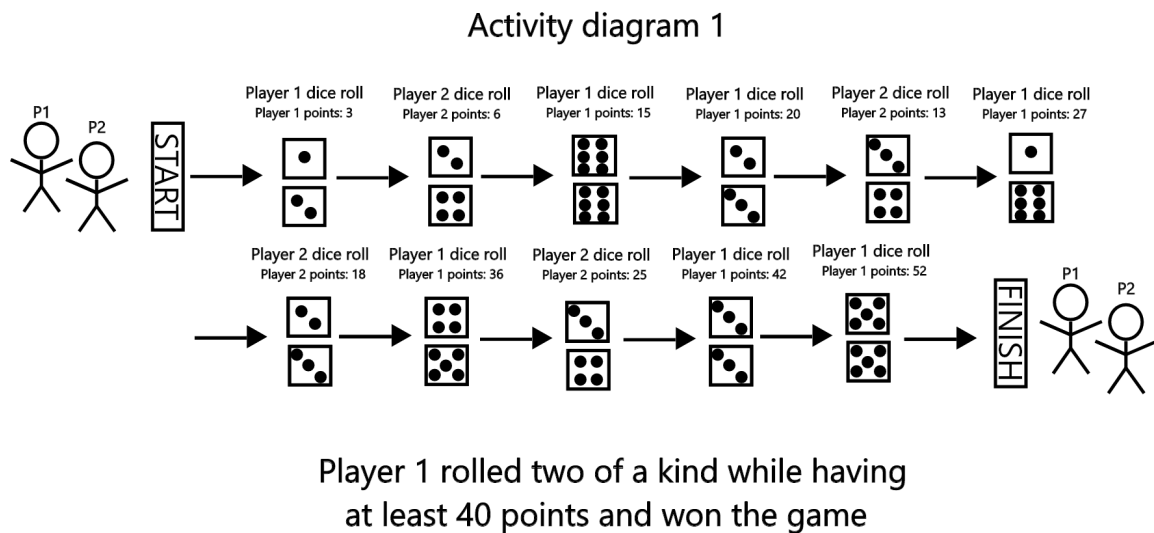 Activity diagram 1
P1
P2
START
Player 1 dice roll
Player 1 points: 3
Player 2 dice roll
Player 2 points: 6
Player 1 dice roll
Player 1 points: 15
Player 1 dice roll
Player 1 points: 20
Player 2 dice roll
Player 2 points: 13
Player 1 dice roll
Player 1 points: 27
Player 2 dice roll
Player 2 points: 18
Player 1 dice roll
Player 1 points: 36
Player 2 dice roll
Player 2 points: 25
Player 1 dice roll
Player 1 points: 42
Player 1 dice roll
Player 1 points: 52
FINISH
P1
P2
Player 1 rolled two of a kind while having
at least 40 points and won the game